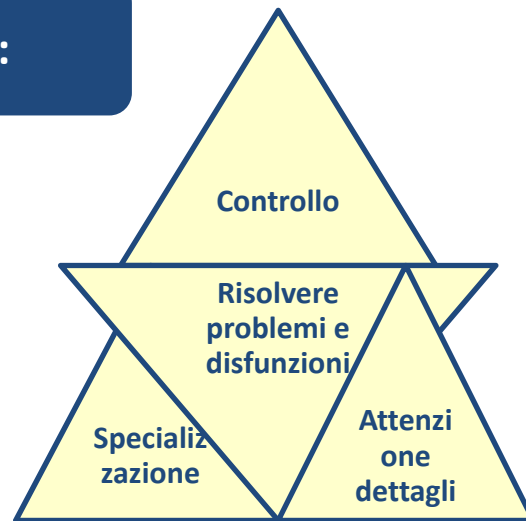 :
Controllo
Risolvere
problemi e
disfunzioni
Specializ
zazione
Attenzi
one
dettagli